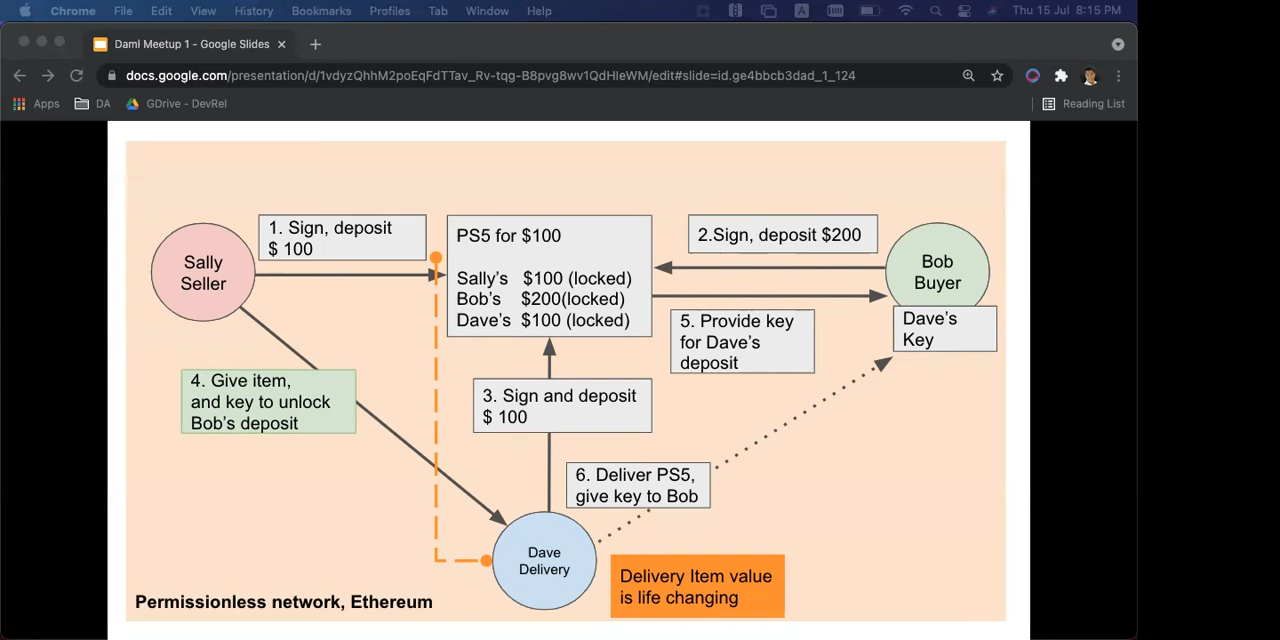 Chrome File Edit View History Bookmarks Profiles Tab Window Help A Thu 15 Jul 8:15 PM
Daml Meetup 1 - Google Slides
docs.google.com/presentation/d/1vdyzQhhM2poEqFdTTav_Rv-tqg-B8pvg8wv1QdHIeWM/edit#slide=id.ge4bbcb3dad_1_124
Apps DA GDrive - DevRel Reading List
Sally
Seller
1. Sign, deposit
$ 100
PS5 for $100
Sally's $100 (locked)
Bob's $200(locked)
Dave's $100 (locked)
2.Sign, deposit $200
Bob
Buyer
Dave's
Key
5. Provide key
for Dave's
deposit
4. Give item,
and key to unlock
Bob's deposit
3. Sign and deposit
$ 100
6. Deliver PS5,
give key to Bob
Dave
Delivery
Delivery Item value
is life changing
Permissionless network, Ethereum